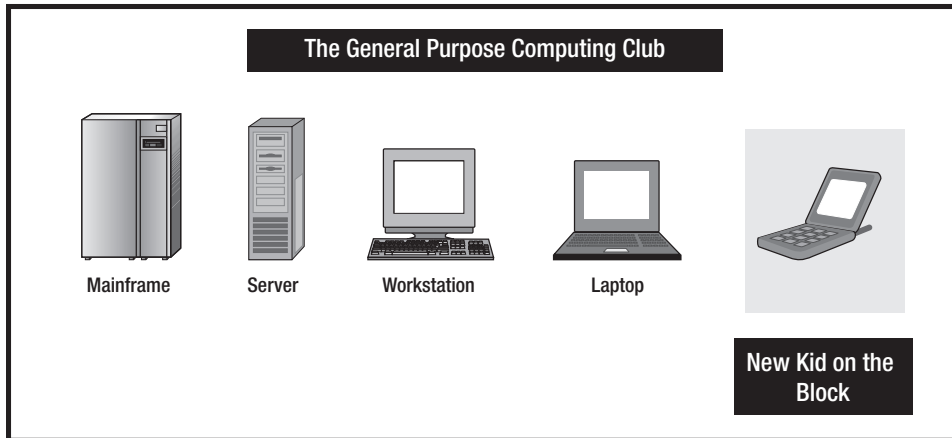 The General Purpose Computing Club
Mainframe
Server
Workstation
Laptop
New Kid on the
Block